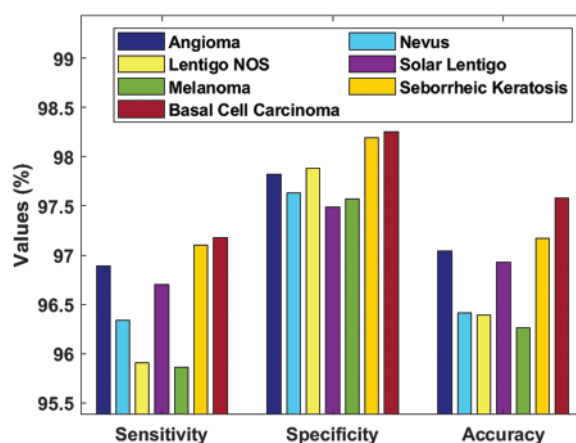 Values (%)
99
98.5
98
97.5
97
96.5
96
95.5
Angioma
Nevus
Lentigo NOS
Solar Lentigo
Melanoma
Seborrheic Keratosis
Basal Cell Carcinoma
Sensitivity
Specificity
Accuracy